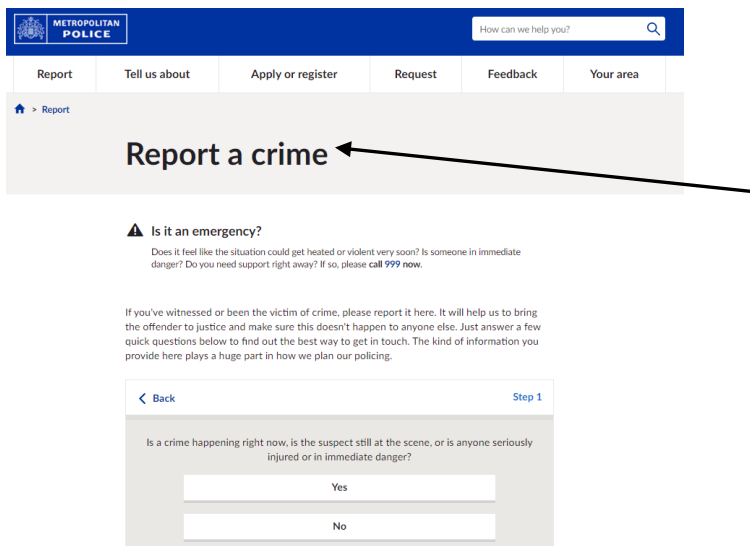 METROPOLITAN
POLICE
How can we help you?
Report Tell us about Apply or register Request Feedback Your area
> Report
Report a crime
Is it an emergency?
Does it feel like the situation could get heated or violent very soon? Is someone in immediate
danger? Do you need support right away? If so, please call 999 now.
If you've witnessed or been the victim of crime, please report it here. It will help us to bring
the offender to justice and make sure this doesn't happen to anyone else. Just answer a few
quick questions below to find out the best way to get in touch. The kind of information you
provide here plays a huge part in how we plan our policing.
Back Step 1
Is a crime happening right now, is the suspect still at the scene, or is anyone seriously
injured or in immediate danger?
Yes
No